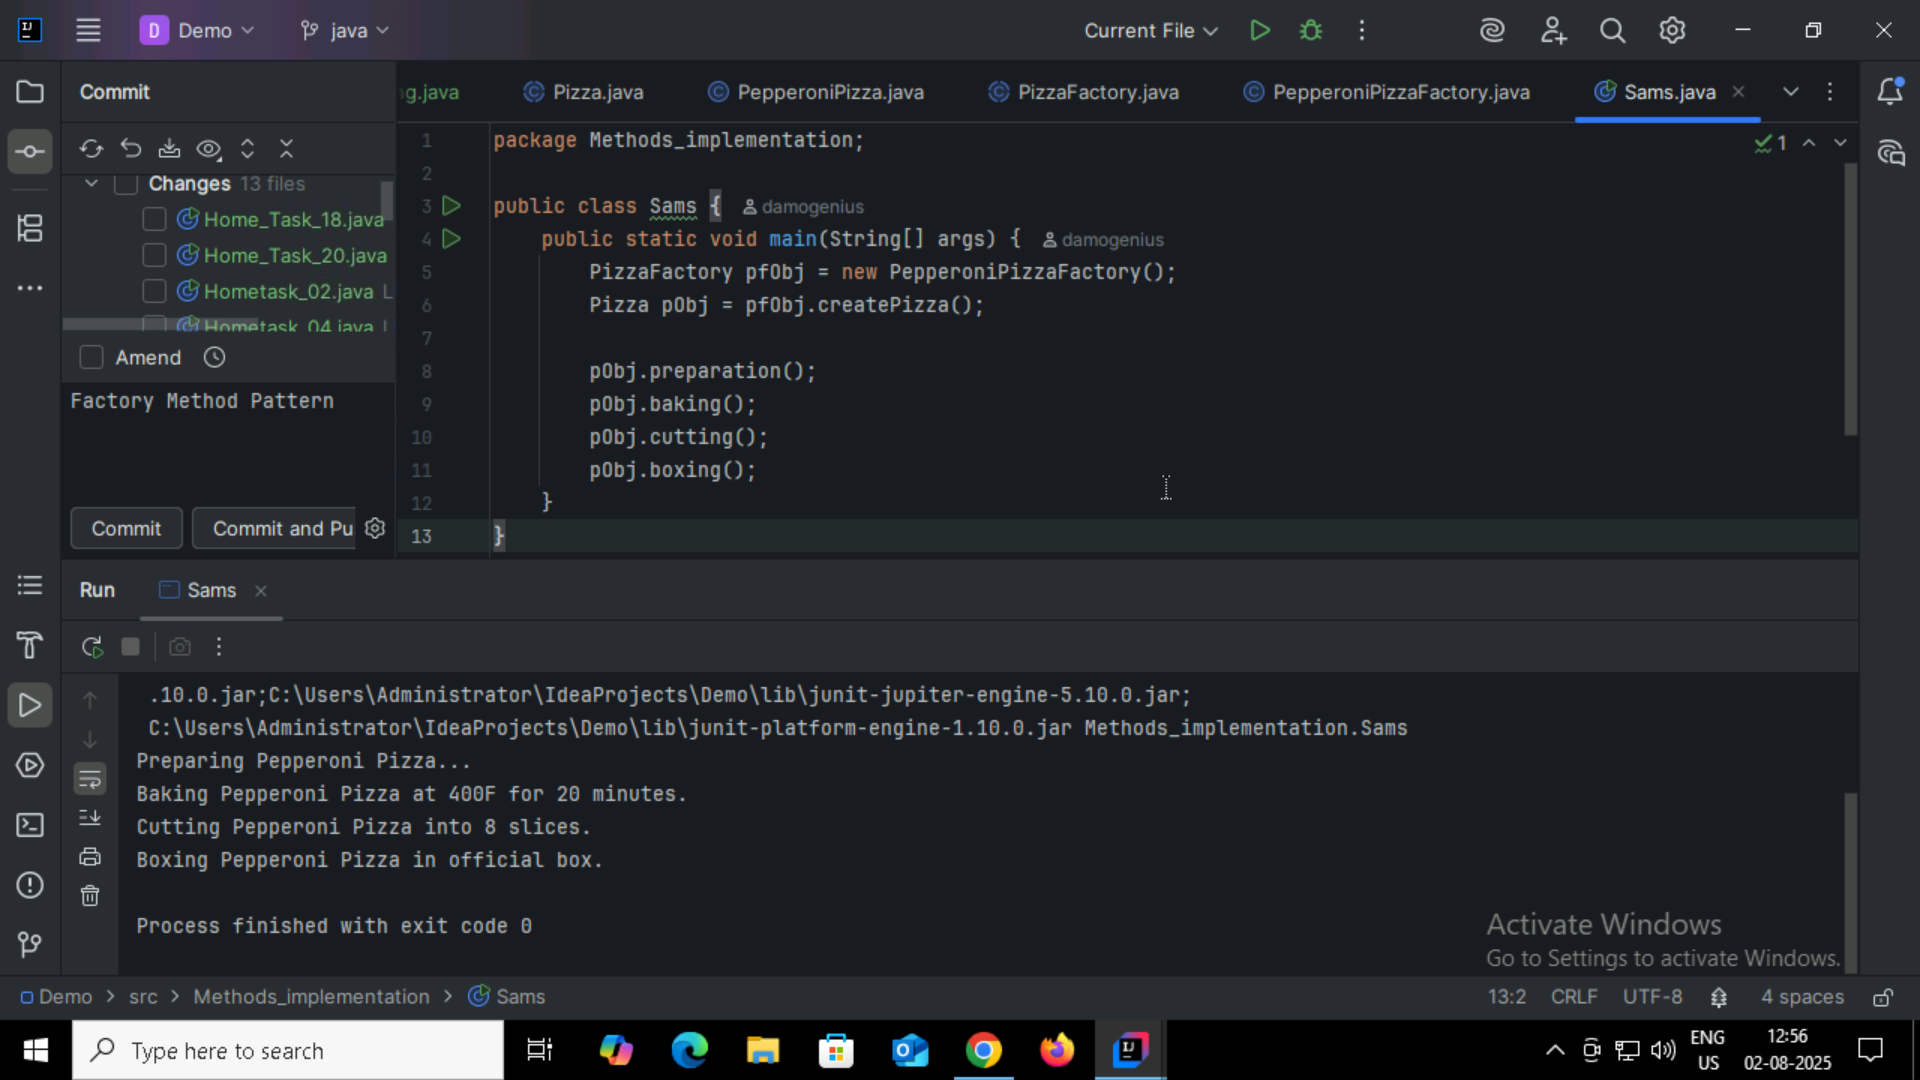 D Demo java Current File
Commit
g.java Pizza.java PepperoniPizza.java PizzaFactory.java PepperoniPizzaFactory.java Sams.java
Changes 13 files
Home_Task_18.java
Home_Task_20.java
Hometask_02.java L
Hometask_04.java L
Amend
Factory Method Pattern
Commit Commit and Pu
1 package Methods_implementation;
2
3 public class Sams { damogenius
4 public static void main(String[] args) { damogenius
5 PizzaFactory pfObj = new PepperoniPizzaFactory();
6 Pizza pObj = pfObj.createPizza();
7
8 pObj.preparation();
9 pObj.baking();
10 pObj.cutting();
11 pObj.boxing();
12 }
13 }
1
Run Sams
.10.0.jar;C:\Users\Administrator\IdeaProjects\Demo\lib\junit-jupiter-engine-5.10.0.jar;
C:\Users\Administrator\IdeaProjects\Demo\lib\junit-platform-engine-1.10.0.jar Methods_implementation.Sams
Preparing Pepperoni Pizza...
Baking Pepperoni Pizza at 400F for 20 minutes.
Cutting Pepperoni Pizza into 8 slices.
Boxing Pepperoni Pizza in official box.
Process finished with exit code 0
Activate Windows
Go to Settings to activate Windows.
Demo > src > Methods_implementation > Sams
13:2 CRLF UTF-8 4 spaces
Type here to search
ENG
US
12:56
02-08-2025